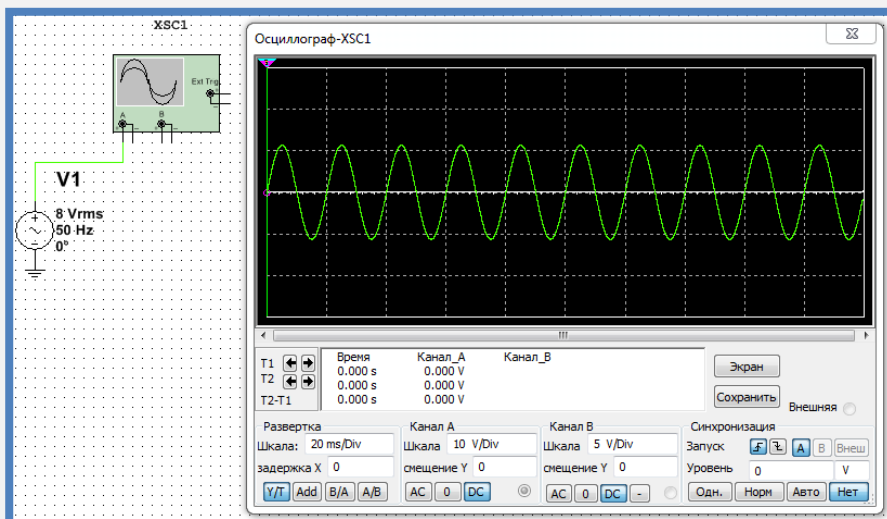 XSC1
Ext Trig
A B
V1
8 Vrms
50 Hz
0°
Осциллограф-XSC1
Время Канал_A Канал_B
T1 0.000 s 0.000 V
T2 0.000 s 0.000 V
T2-T1 0.000 s 0.000 V
Экран
Сохранить
Внешняя
Развертка Канал A Канал B Синхронизация
Шкала: 20 ms/Div Шкала 10 V/Div Шкала 5 V/Div Запуск A B Внеш
задержка X 0 смещение Y 0 смещение Y 0 Уровень 0 V
Y/T Add B/A A/B AC 0 DC AC 0 DC - Одн. Норм Авто Нет